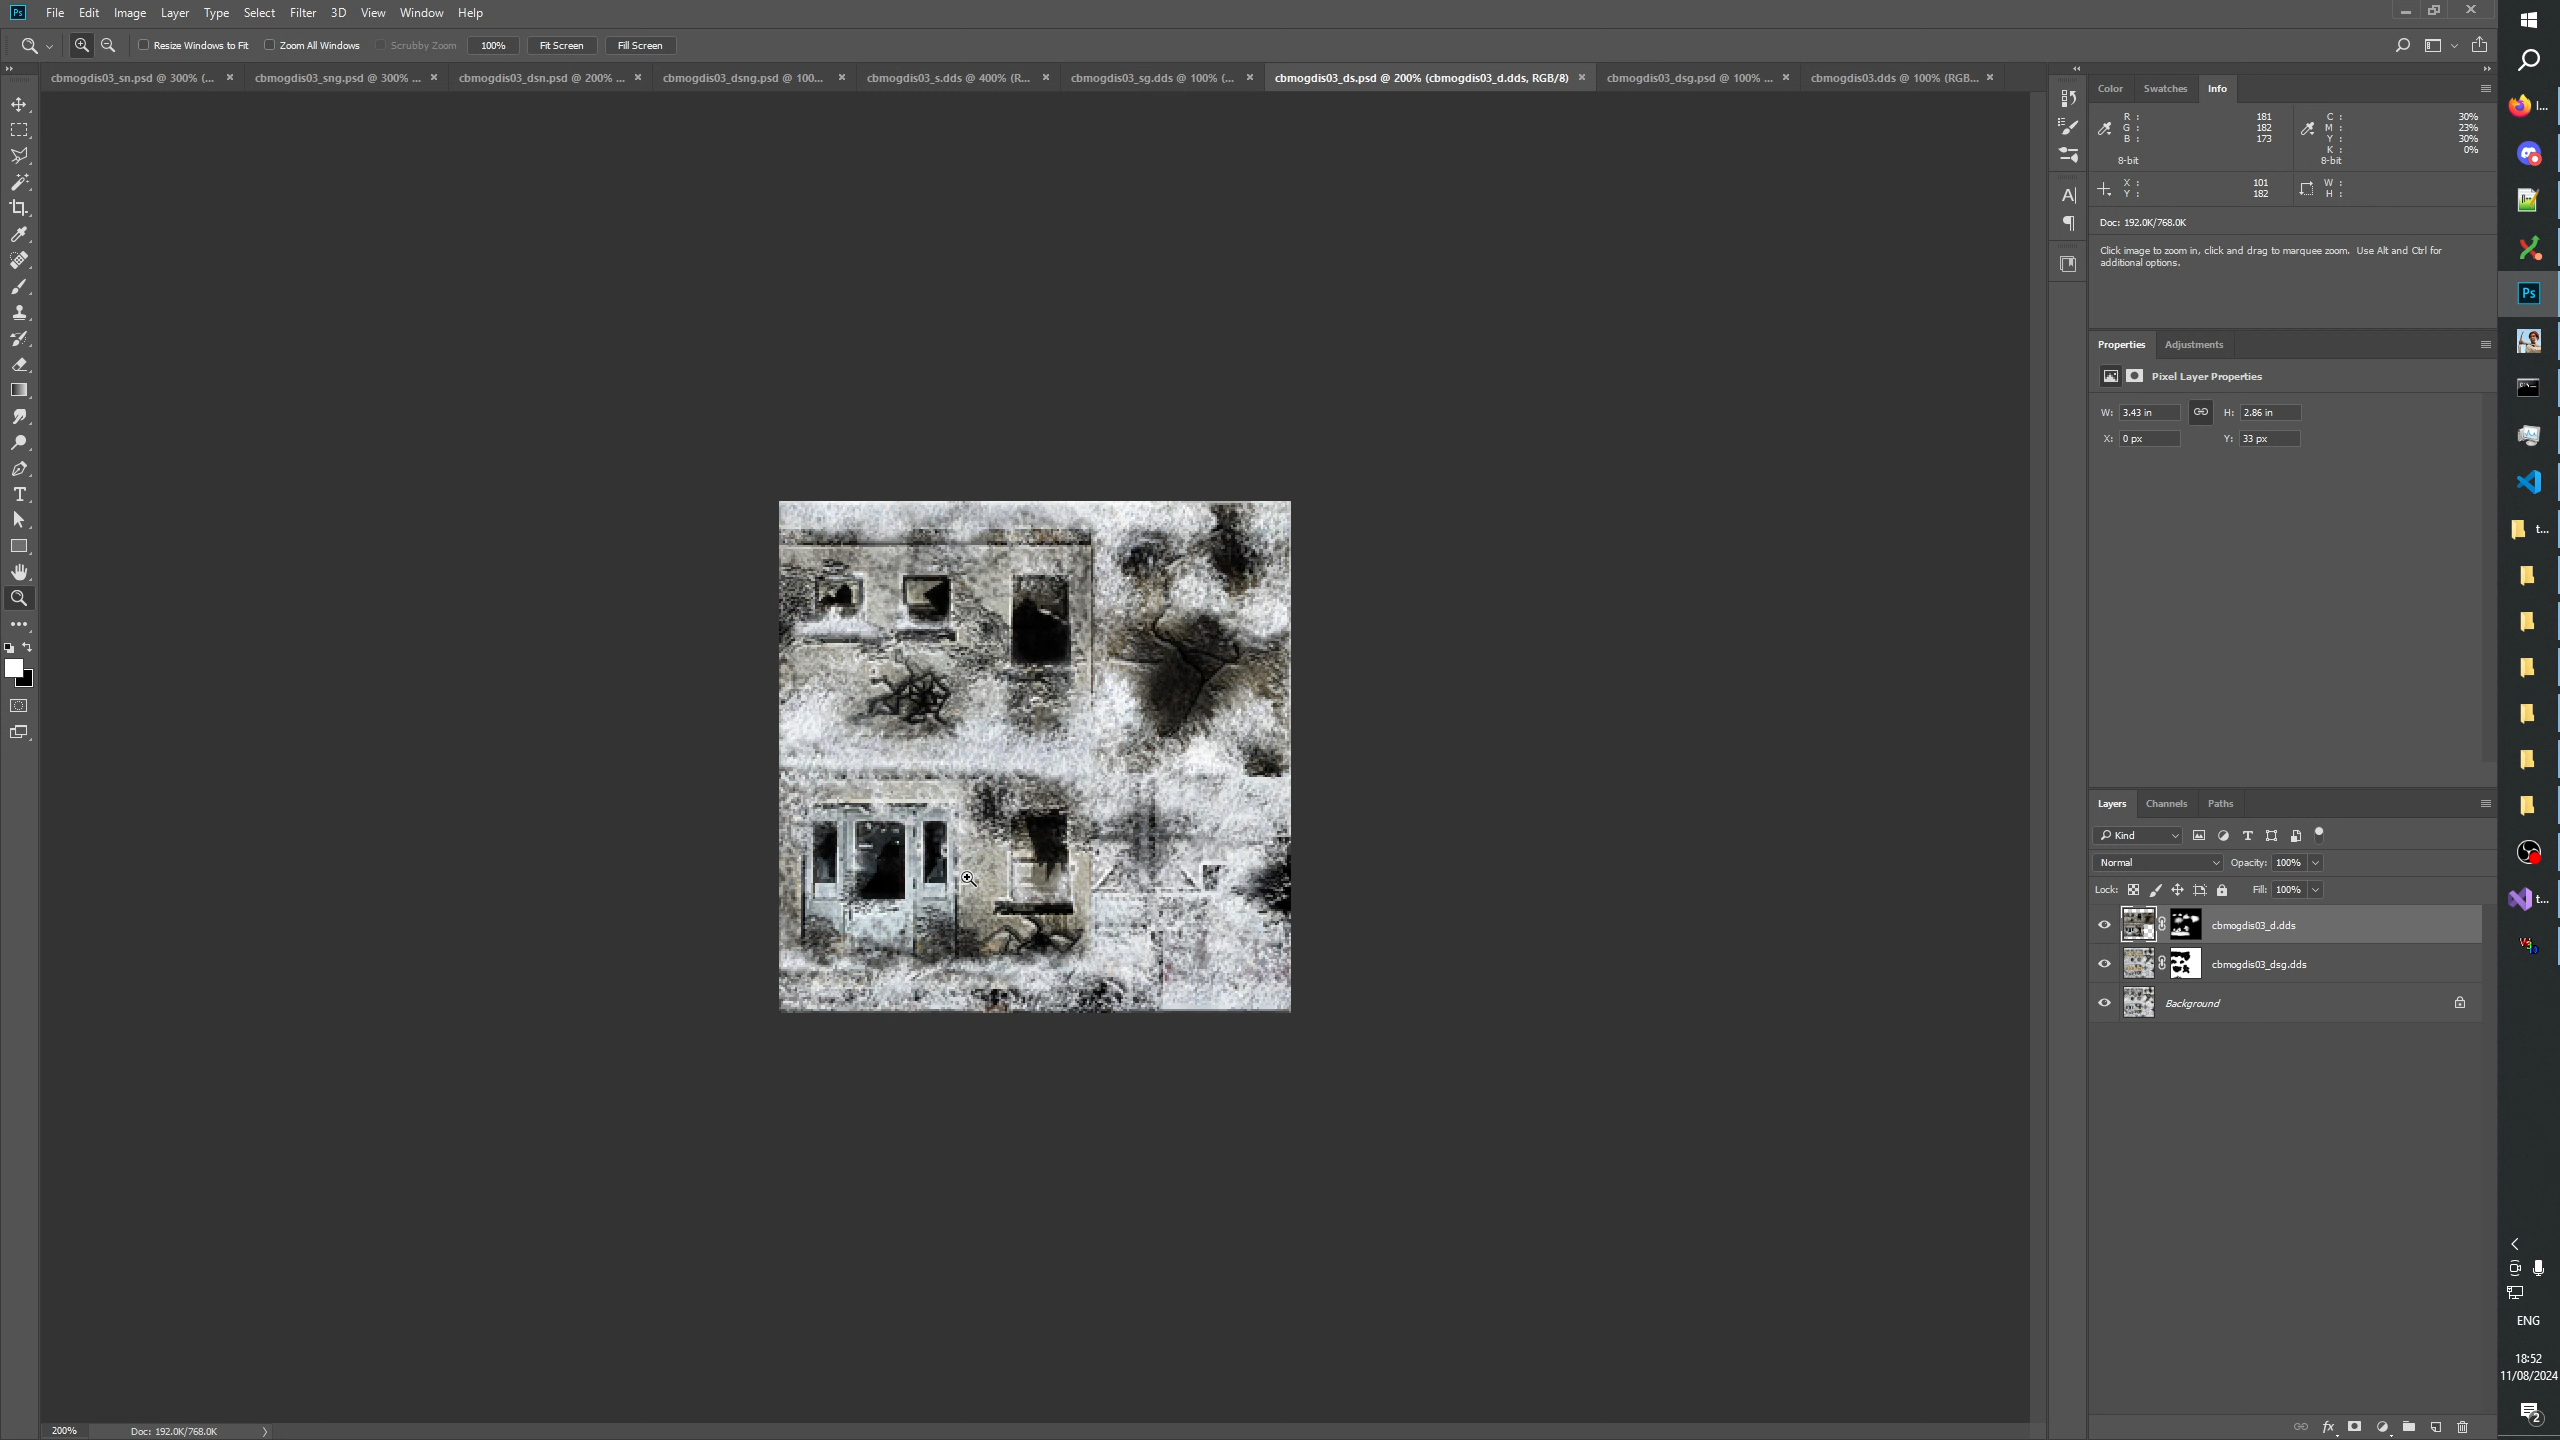 Ps File Edit Image Layer Type Select Filter 3D View Window Help
Resize Windows to Fit Zoom All Windows Scrubby Zoom 100% Fit Screen Fill Screen
cbmogdis03_sn.psd @ 300% (... cbmogdis03_sng.psd @ 300% ... cbmogdis03_dsn.psd @ 200% ... cbmogdis03_dsng.psd @ 100... cbmogdis03_s.dds @ 400% (R... cbmogdis03_sg.dds @ 100% (... cbmogdis03_ds.psd @ 200% (cbmogdis03_d.dds, RGB/8) cbmogdis03_dsg.psd @ 100% ... cbmogdis03.dds @ 100% (RGB...
Color Swatches Info
R : 181 C : 30%
G : 182 M : 23%
B : 173 Y : 30%
K : 0%
8-bit 8-bit
X : 101 W :
Y : 182 H :
Doc: 192.0K/768.0K
Click image to zoom in, click and drag to marquee zoom. Use Alt and Ctrl for
additional options.
Properties Adjustments
Pixel Layer Properties
W: 3.43 in H: 2.86 in
X: 0 px Y: 33 px
Layers Channels Paths
Kind
Normal Opacity: 100%
Lock: Fill: 100%
cbmogdis03_d.dds
cbmogdis03_dsg.dds
Background
200% Doc: 192.0K/768.0K
I...
Ps
t...
t...
ENG
18:52
11/08/2024
2